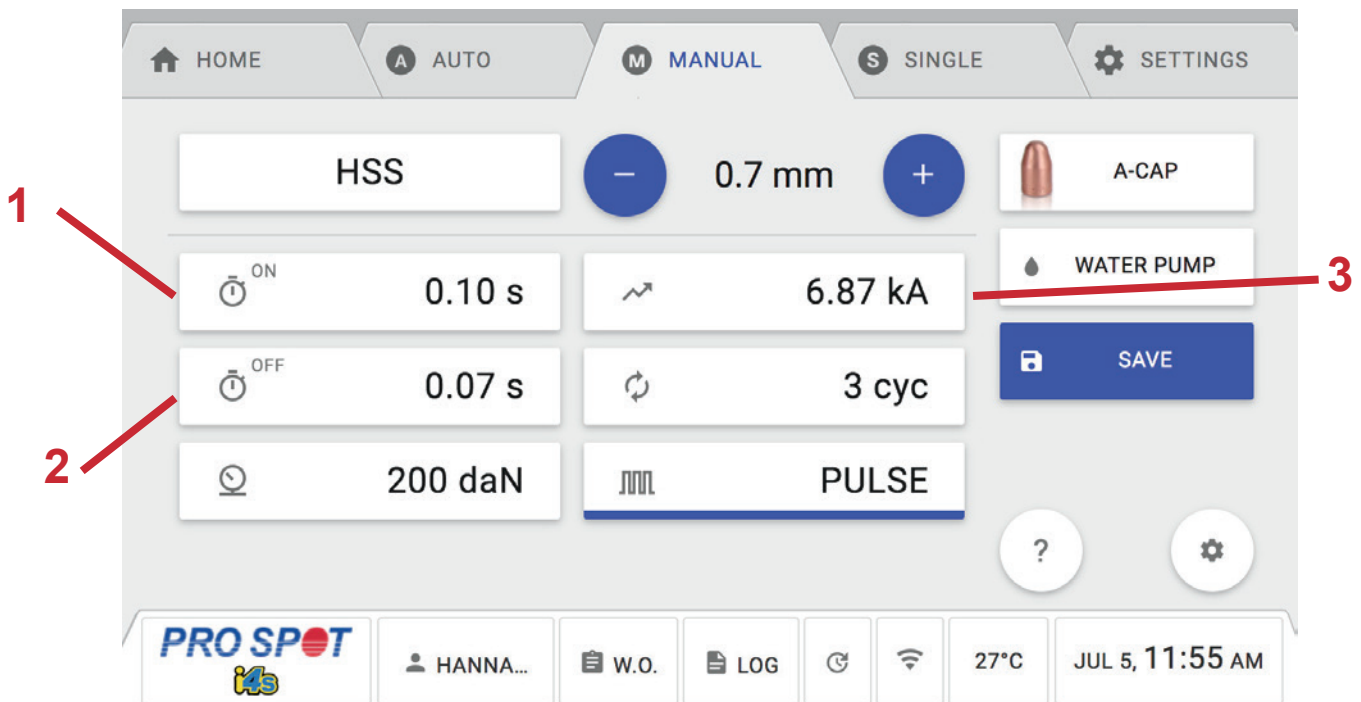 HOME
A AUTO
M MANUAL
S SINGLE
SETTINGS
HSS
−
0.7 mm
+
A-CAP
1
ON
0.10 s
6.87 kA
WATER PUMP
3
OFF
0.07 s
3 cyc
SAVE
2
200 daN
PULSE
?
PRO SPOT
i4s
HANNA...
W.O.
LOG
27°C
JUL 5, 11:55 AM